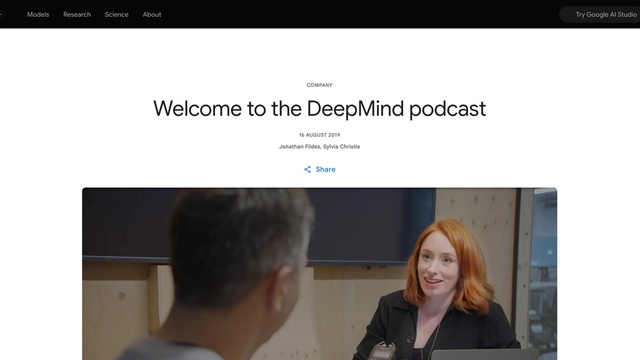 Models Research Science About Try Google AI Studio
COMPANY
Welcome to the DeepMind podcast
16 AUGUST 2019
Jonathan Fildes, Sylvia Christie
Share